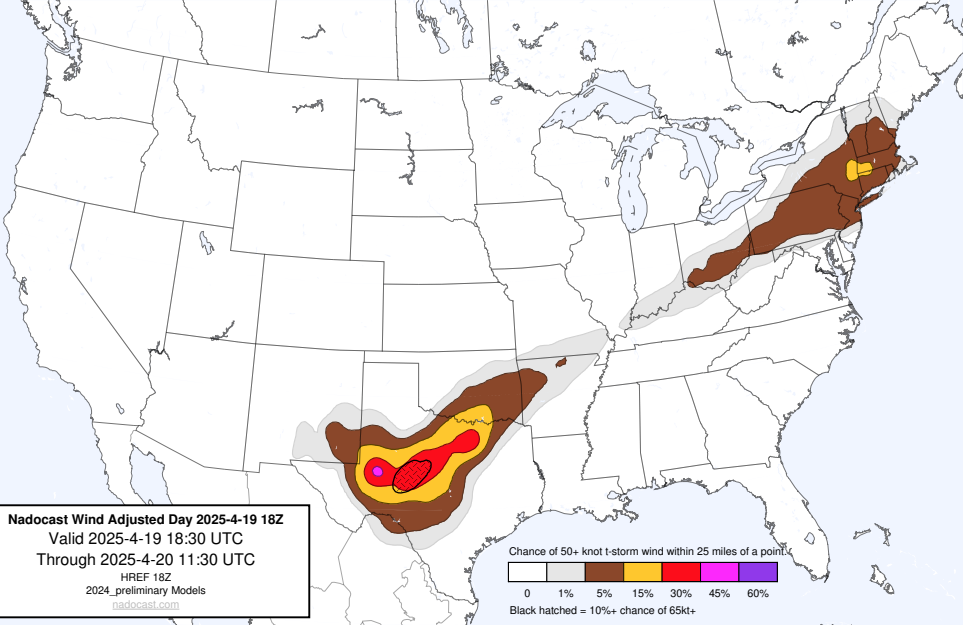 Nadocast Wind Adjusted Day 2025-4-19 18Z
Valid 2025-4-19 18:30 UTC
Through 2025-4-20 11:30 UTC
HREF 18Z
2024_preliminary Models
nadocast.com
Chance of 50+ knot t-storm wind within 25 miles of a point.
0 1% 5% 15% 30% 45% 60%
Black hatched = 10%+ chance of 65kt+